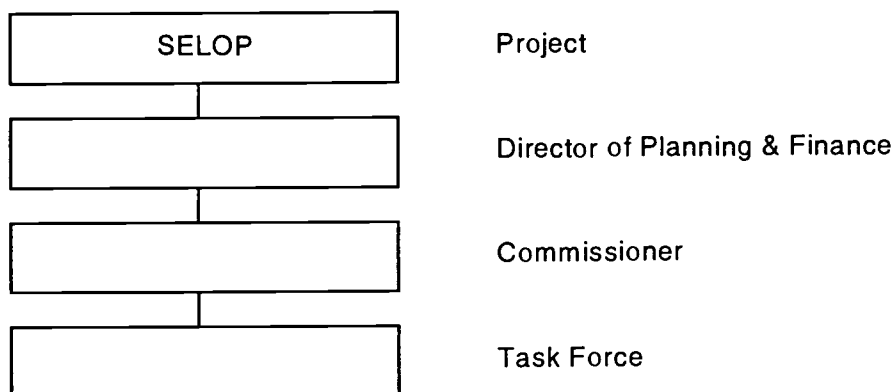 SELOP Project
Director of Planning & Finance
Commissioner
Task Force